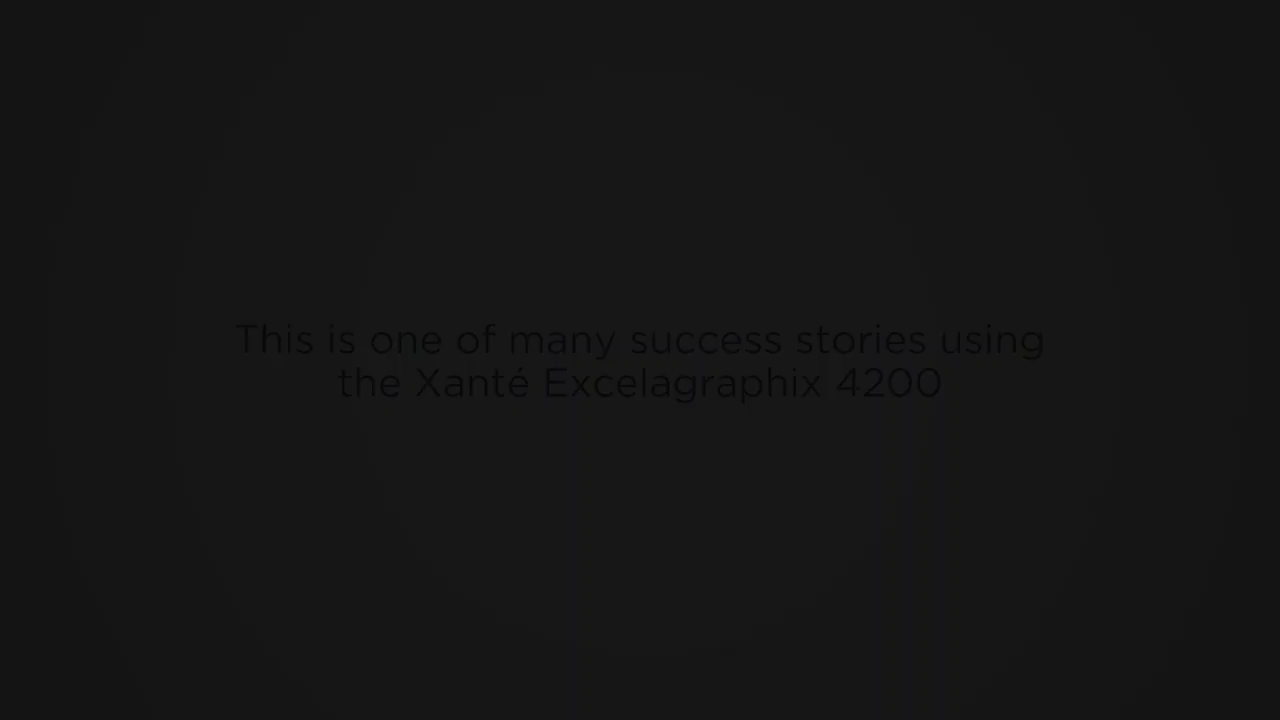 This is one of many success stories using
the Xanté Excelagraphix 4200